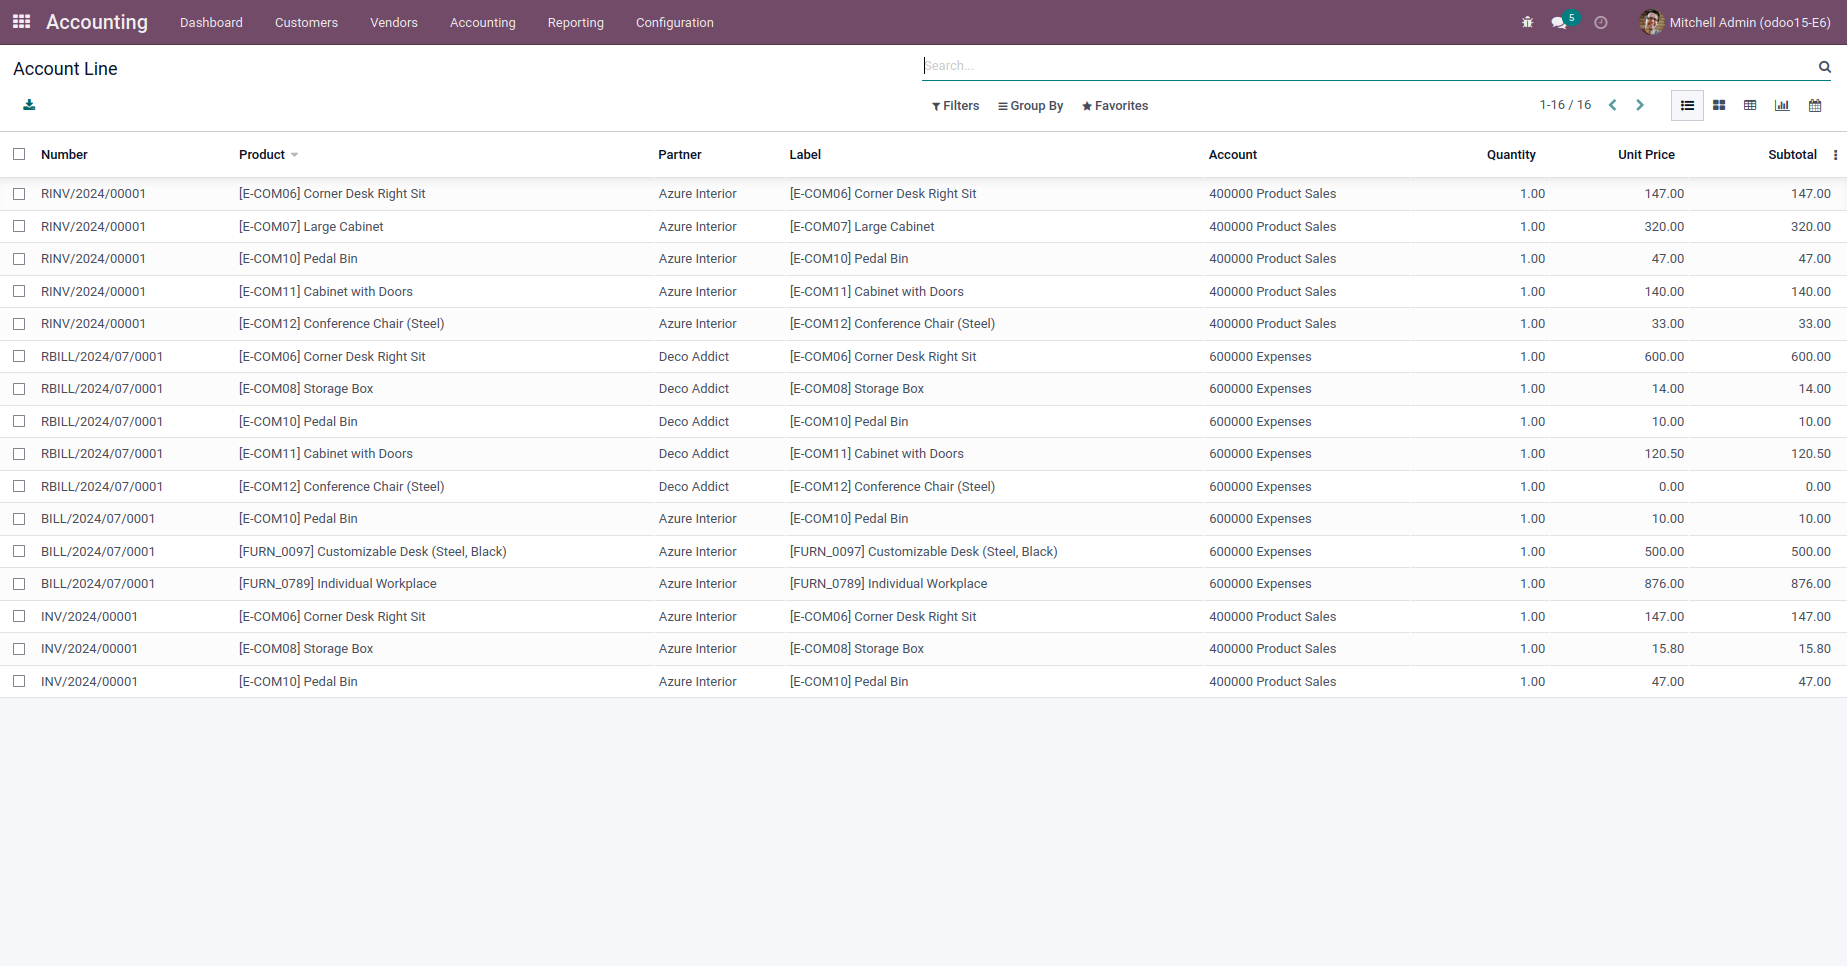 Accounting Dashboard Customers Vendors Accounting Reporting Configuration 5 Mitchell Admin (odoo15-E6)
Account Line Search...
Filters Group By Favorites 1-16 / 16
Number Product Partner Label Account Quantity Unit Price Subtotal
RINV/2024/00001 [E-COM06] Corner Desk Right Sit Azure Interior [E-COM06] Corner Desk Right Sit 400000 Product Sales 1.00 147.00 147.00
RINV/2024/00001 [E-COM07] Large Cabinet Azure Interior [E-COM07] Large Cabinet 400000 Product Sales 1.00 320.00 320.00
RINV/2024/00001 [E-COM10] Pedal Bin Azure Interior [E-COM10] Pedal Bin 400000 Product Sales 1.00 47.00 47.00
RINV/2024/00001 [E-COM11] Cabinet with Doors Azure Interior [E-COM11] Cabinet with Doors 400000 Product Sales 1.00 140.00 140.00
RINV/2024/00001 [E-COM12] Conference Chair (Steel) Azure Interior [E-COM12] Conference Chair (Steel) 400000 Product Sales 1.00 33.00 33.00
RBILL/2024/07/0001 [E-COM06] Corner Desk Right Sit Deco Addict [E-COM06] Corner Desk Right Sit 600000 Expenses 1.00 600.00 600.00
RBILL/2024/07/0001 [E-COM08] Storage Box Deco Addict [E-COM08] Storage Box 600000 Expenses 1.00 14.00 14.00
RBILL/2024/07/0001 [E-COM10] Pedal Bin Deco Addict [E-COM10] Pedal Bin 600000 Expenses 1.00 10.00 10.00
RBILL/2024/07/0001 [E-COM11] Cabinet with Doors Deco Addict [E-COM11] Cabinet with Doors 600000 Expenses 1.00 120.50 120.50
RBILL/2024/07/0001 [E-COM12] Conference Chair (Steel) Deco Addict [E-COM12] Conference Chair (Steel) 600000 Expenses 1.00 0.00 0.00
BILL/2024/07/0001 [E-COM10] Pedal Bin Azure Interior [E-COM10] Pedal Bin 600000 Expenses 1.00 10.00 10.00
BILL/2024/07/0001 [FURN_0097] Customizable Desk (Steel, Black) Azure Interior [FURN_0097] Customizable Desk (Steel, Black) 600000 Expenses 1.00 500.00 500.00
BILL/2024/07/0001 [FURN_0789] Individual Workplace Azure Interior [FURN_0789] Individual Workplace 600000 Expenses 1.00 876.00 876.00
INV/2024/00001 [E-COM06] Corner Desk Right Sit Azure Interior [E-COM06] Corner Desk Right Sit 400000 Product Sales 1.00 147.00 147.00
INV/2024/00001 [E-COM08] Storage Box Azure Interior [E-COM08] Storage Box 400000 Product Sales 1.00 15.80 15.80
INV/2024/00001 [E-COM10] Pedal Bin Azure Interior [E-COM10] Pedal Bin 400000 Product Sales 1.00 47.00 47.00